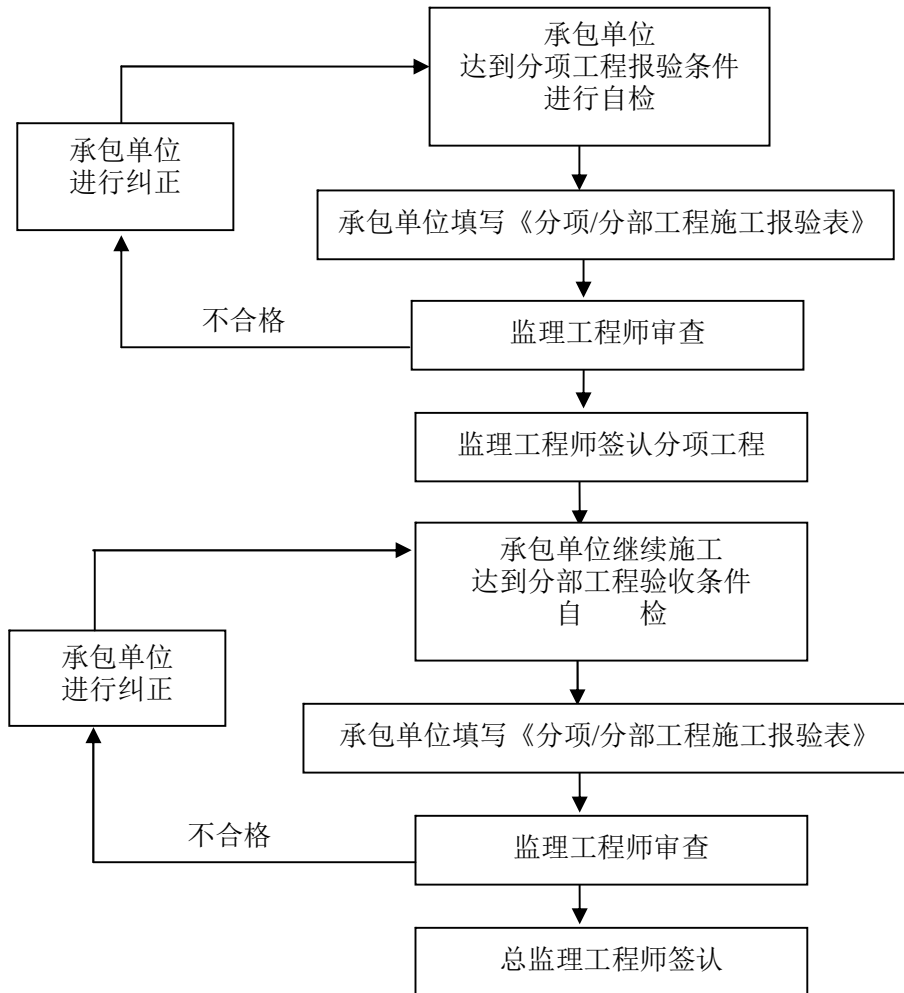 承包单位
达到分项工程报验条件
进行自检
承包单位
进行纠正
承包单位填写《分项/分部工程施工报验表》
不合格
监理工程师审查
监理工程师签认分项工程
承包单位继续施工
达到分部工程验收条件
自 检
承包单位
进行纠正
承包单位填写《分项/分部工程施工报验表》
不合格
监理工程师审查
总监理工程师签认